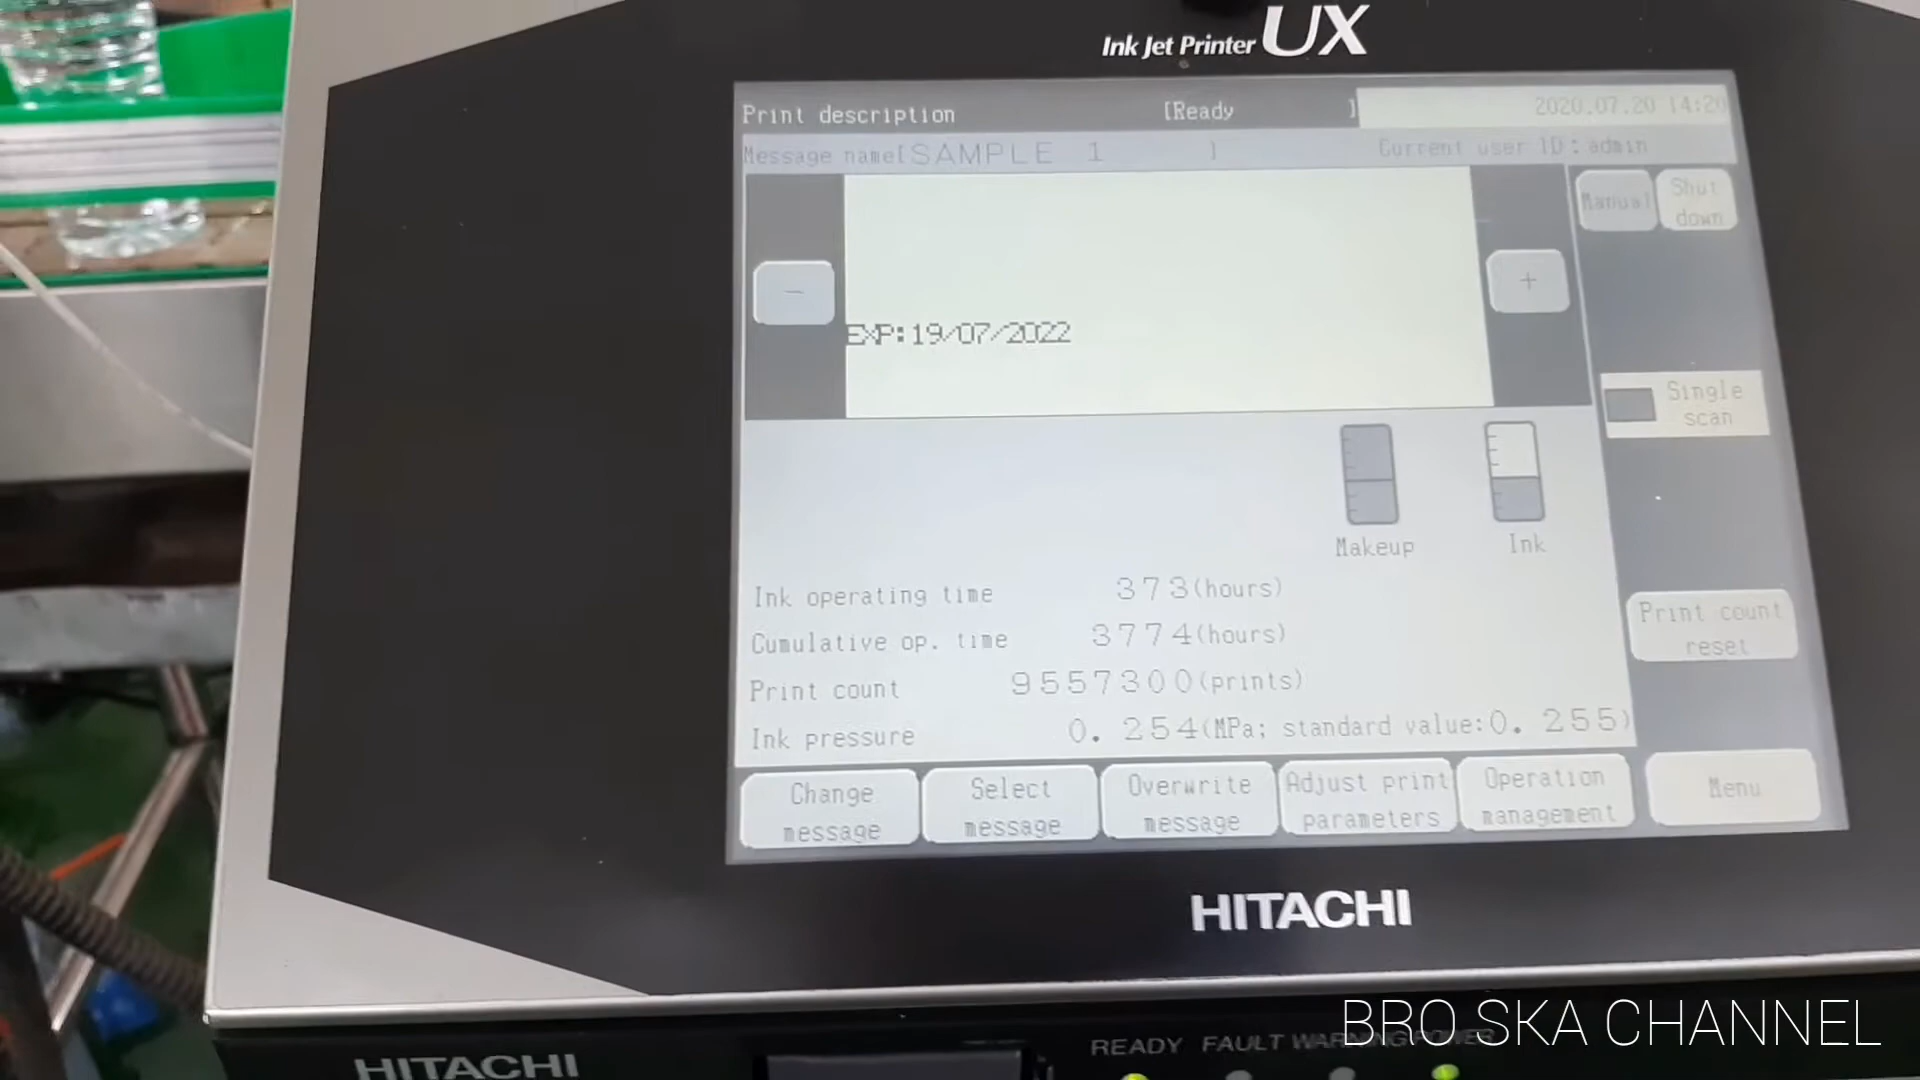 Ink Jet Printer UX
Print description [Ready ] 2020.07.20 14:20
Message name[SAMPLE 1 ] Current user ID:admin
Manual
Shut down
−
+
EXP:19/07/2022
Single scan
Makeup
Ink
Ink operating time 373(hours)
Cumulative op. time 3774(hours)
Print count 9557300(prints)
Ink pressure 0. 254(MPa; standard value:0. 255)
Print count reset
Change message
Select message
Overwrite message
Adjust print parameters
Operation management
Menu
HITACHI
BRO SKA CHANNEL
HITACHI
READY FAULT WARNING POWER